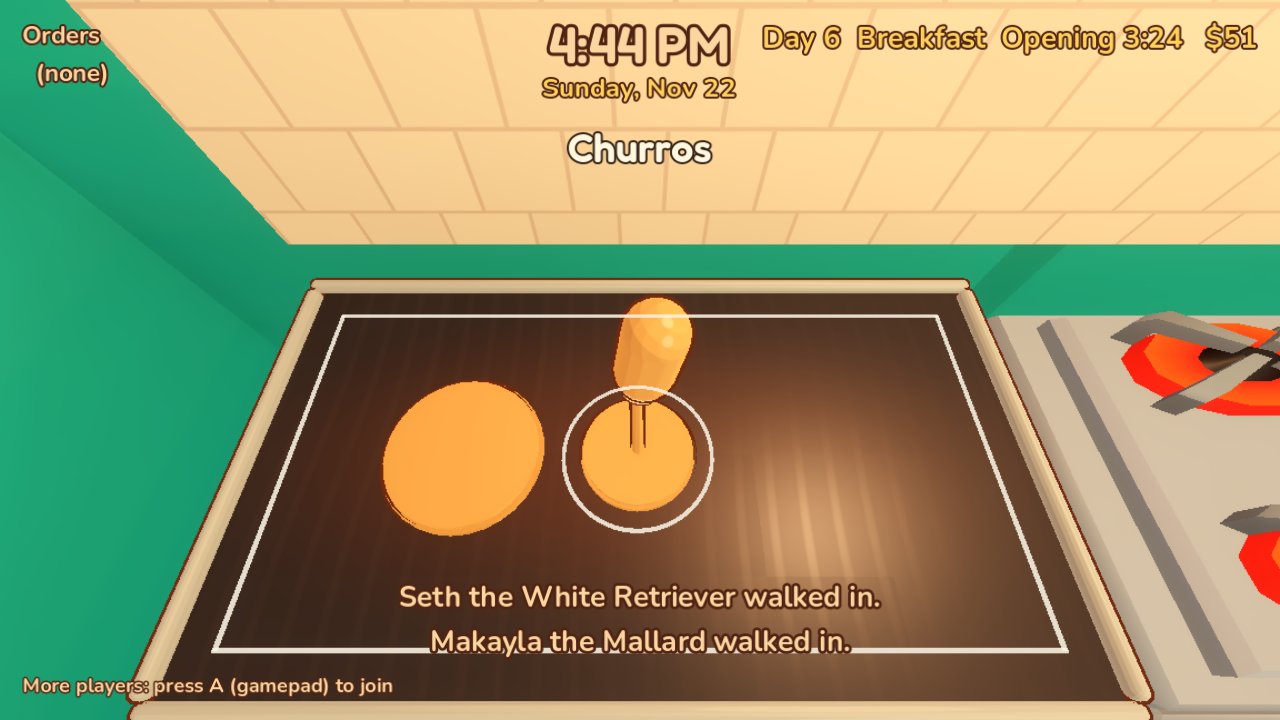 Orders
(none)
4:44 PM
Sunday, Nov 22
Day 6 Breakfast Opening 3:24 $51
Churros
Seth the White Retriever walked in.
Makayla the Mallard walked in.
More players: press A (gamepad) to join